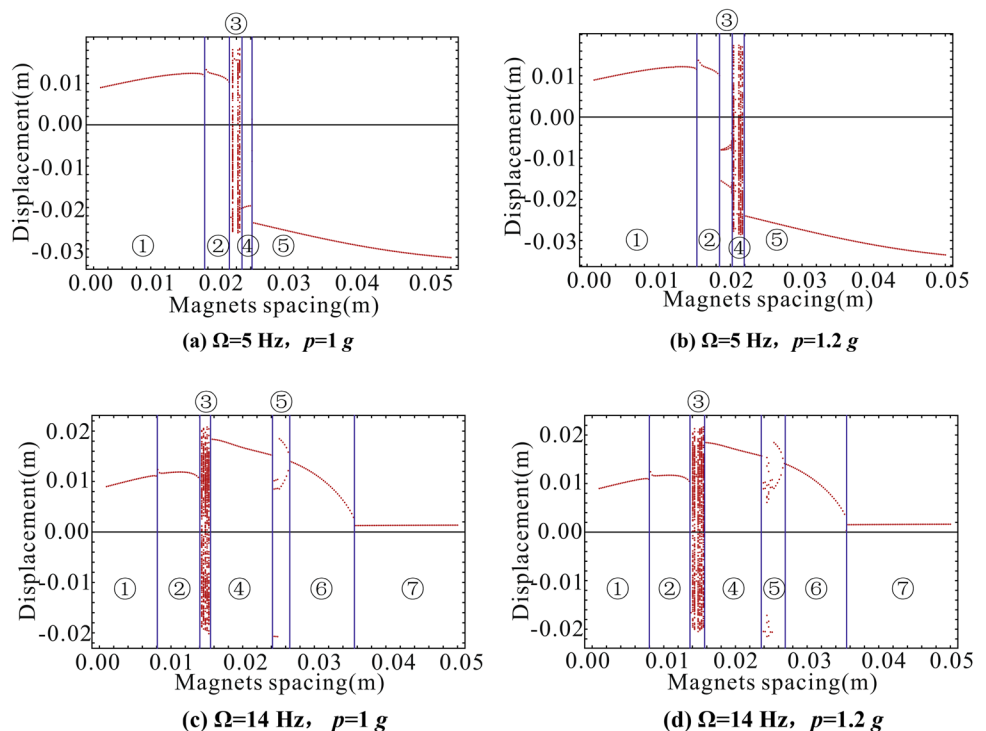 ③
0.01
0.00
-0.01
-0.02
-0.03
Displacement(m)
① ② ④ ⑤
0.00 0.01 0.02 0.03 0.04 0.05
Magnets spacing(m)
(a) Ω=5 Hz, p=1 g
③
0.01
0.00
-0.01
-0.02
-0.03
Displacement(m)
① ② ④ ⑤
0.00 0.01 0.02 0.03 0.04 0.05
Magnets spacing(m)
(b) Ω=5 Hz, p=1.2 g
③ ⑤
0.02
0.01
0.00
-0.01
-0.02
Displacement(m)
① ② ④ ⑥ ⑦
0.00 0.01 0.02 0.03 0.04 0.05
Magnets spacing(m)
(c) Ω=14 Hz, p=1 g
③
0.02
0.01
0.00
-0.01
-0.02
Displacement(m)
① ② ④ ⑤ ⑥ ⑦
0.00 0.01 0.02 0.03 0.04 0.05
Magnets spacing(m)
(d) Ω=14 Hz, p=1.2 g